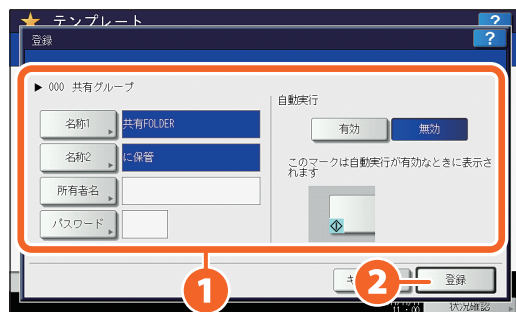 テンプレート
?
登録
?
▶ 000 共有グループ
名称1
共有FOLDER
名称2
に保管
所有者名
パスワード
自動実行
有効
無効
このマークは自動実行が有効なときに表示さ
れます
1
2
登録
状況確認